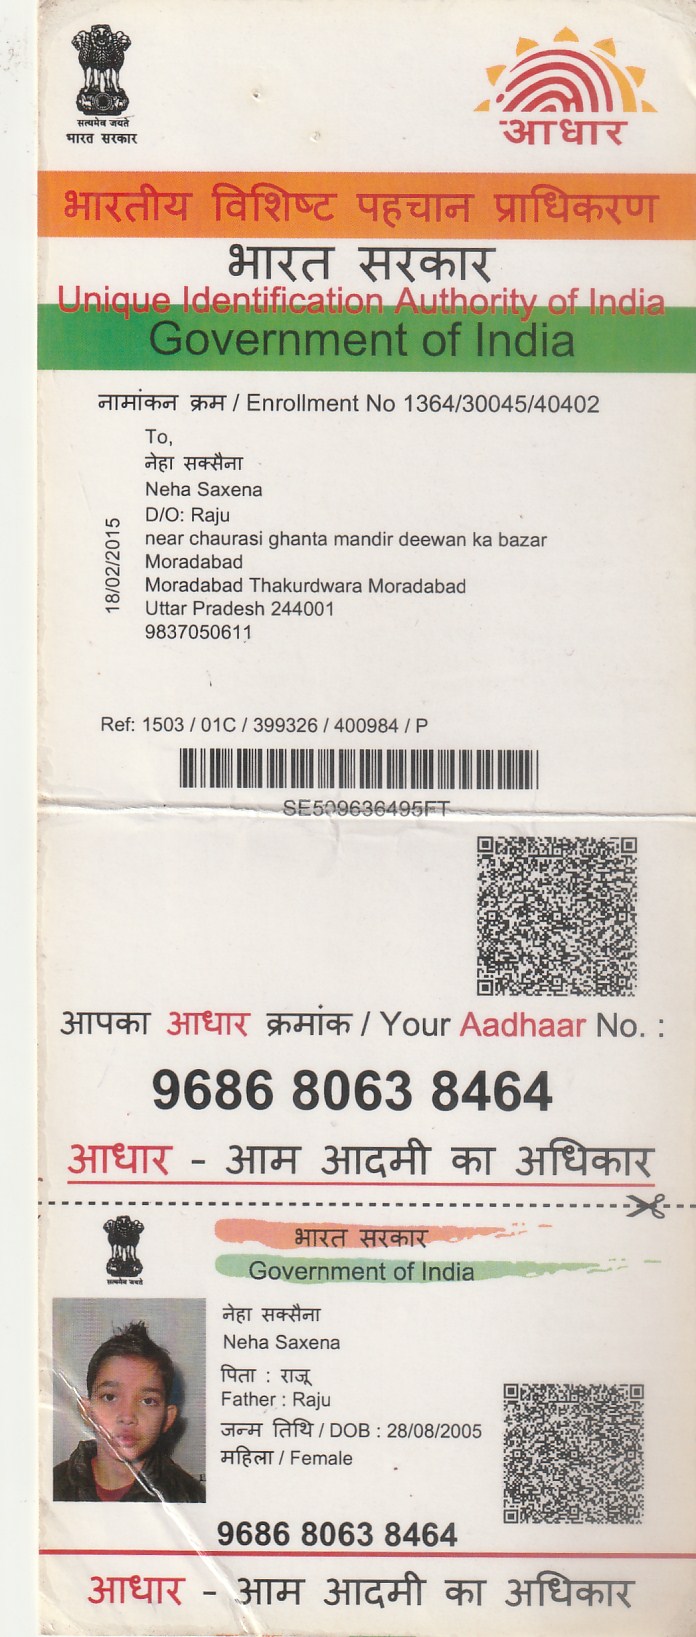 सत्यमेव जयते
भारत सरकार
आधार
भारतीय विशिष्ट पहचान प्राधिकरण
भारत सरकार
Unique Identification Authority of India
Government of India
नामांकन क्रम / Enrollment No 1364/30045/40402
To,
नेहा सक्सैना
Neha Saxena
D/O: Raju
near chaurasi ghanta mandir deewan ka bazar
Moradabad
Moradabad Thakurdwara Moradabad
Uttar Pradesh 244001
9837050611
18/02/2015
Ref: 1503 / 01C / 399326 / 400984 / P
SE509636495FT
आपका आधार क्रमांक / Your Aadhaar No. :
9686 8063 8464
आधार - आम आदमी का अधिकार
सत्यमेव जयते
भारत सरकार
Government of India
नेहा सक्सैना
Neha Saxena
पिता : राजू
Father : Raju
जन्म तिथि / DOB : 28/08/2005
महिला / Female
9686 8063 8464
आधार - आम आदमी का अधिकार